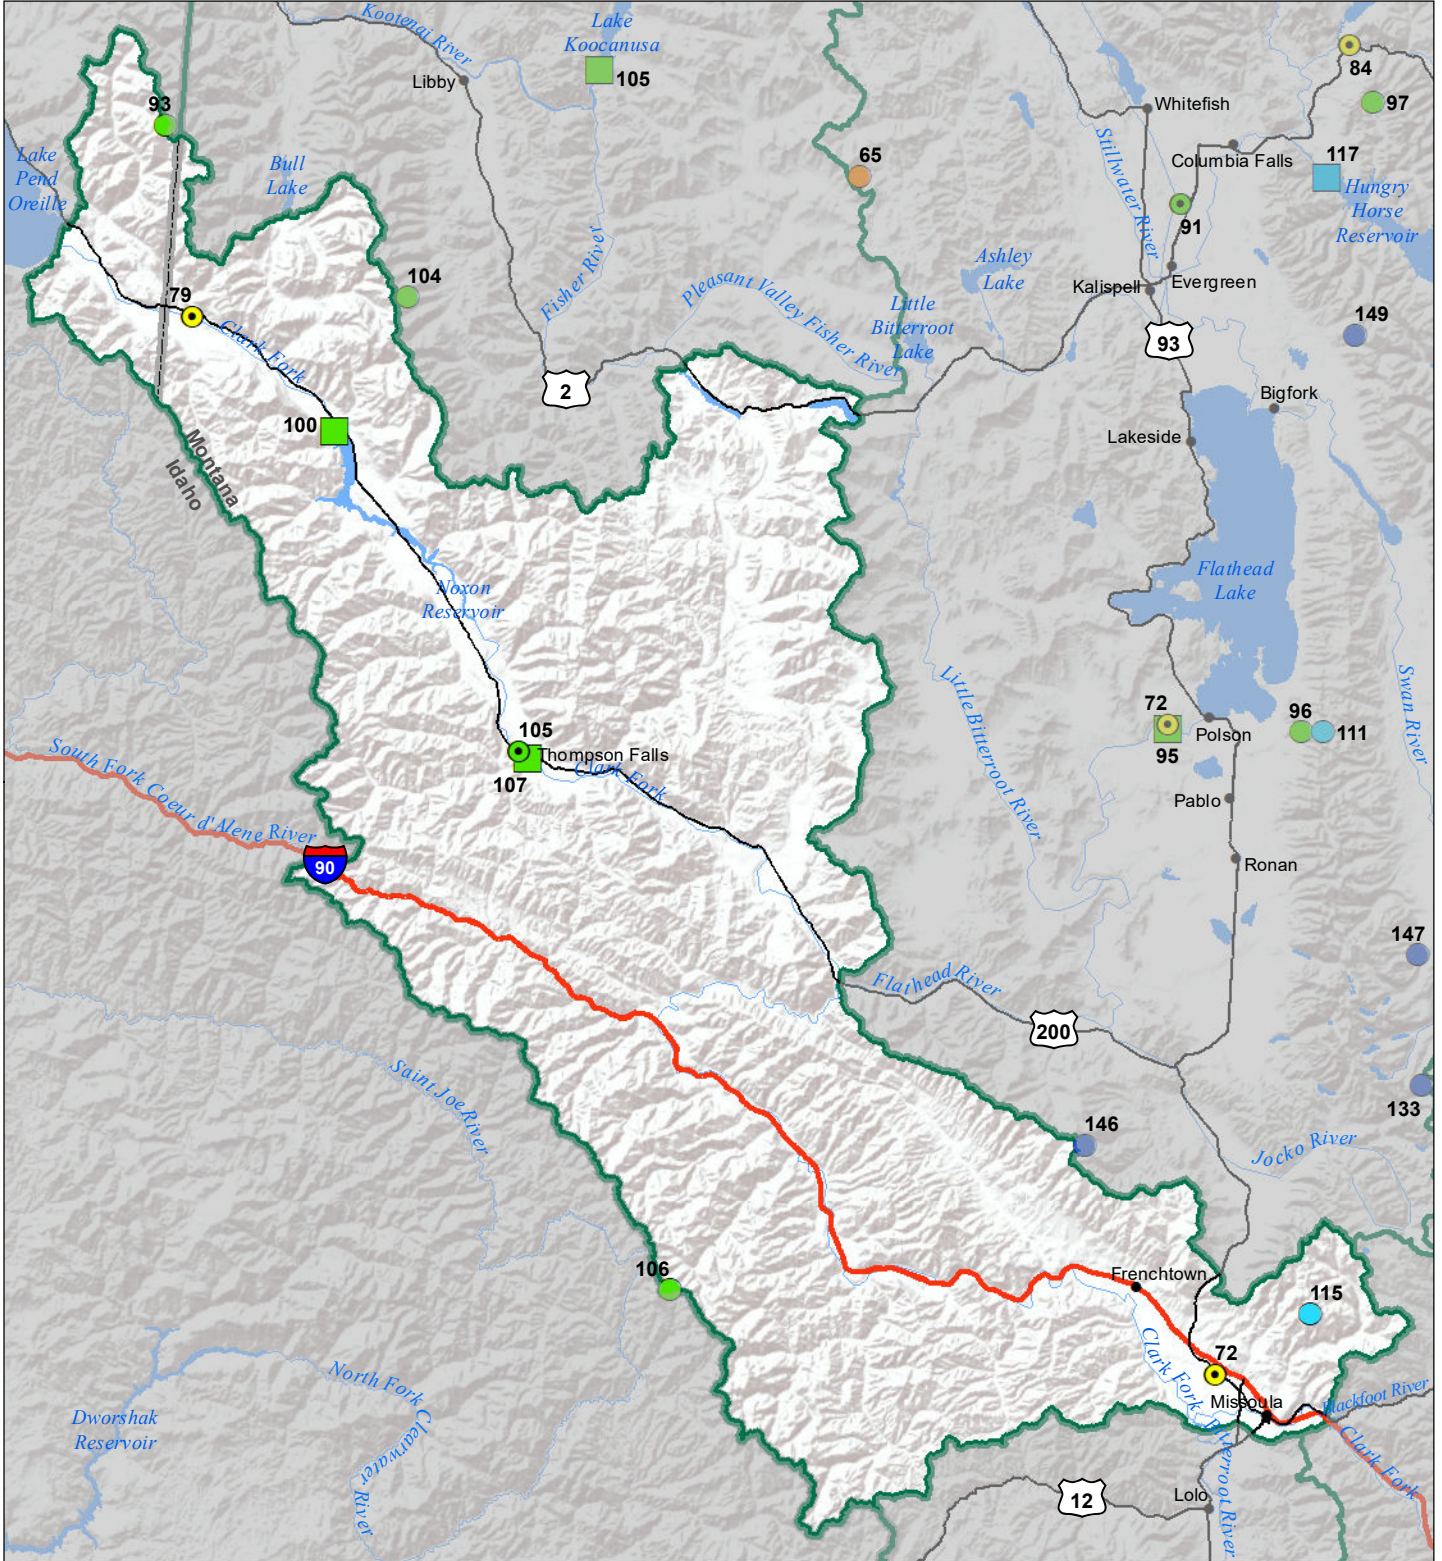 Kootenai River
Lake
Koocanusa
105
Libby
84
97
Whitefish
93
Lake
Pend
Oreille
Bull
Lake
65
Stillwater River
Columbia Falls
117
Hungry
Horse
Reservoir
91
104
79
Clark Fork
Fisher River
Pleasant Valley Fisher River
Ashley
Lake
Little
Bitterroot
Lake
Kalispell
Evergreen
149
93
2
Bigfork
100
Lakeside
Montana
Idaho
Noxon
Reservoir
Flathead
Lake
Little Bitterroot River
Swan River
72
95
Polson
96
111
105
Thompson Falls
107
Clark Fork
South Fork Coeur d'Alene River
90
Pablo
Ronan
147
Flathead River
200
Saint Joe River
133
146
Jocko River
106
Frenchtown
115
72
Clark Fork
Missoula
Blackfoot River
Bitterroot River
Clark Fork
North Fork Clearwater River
Dworshak
Reservoir
12
Lolo